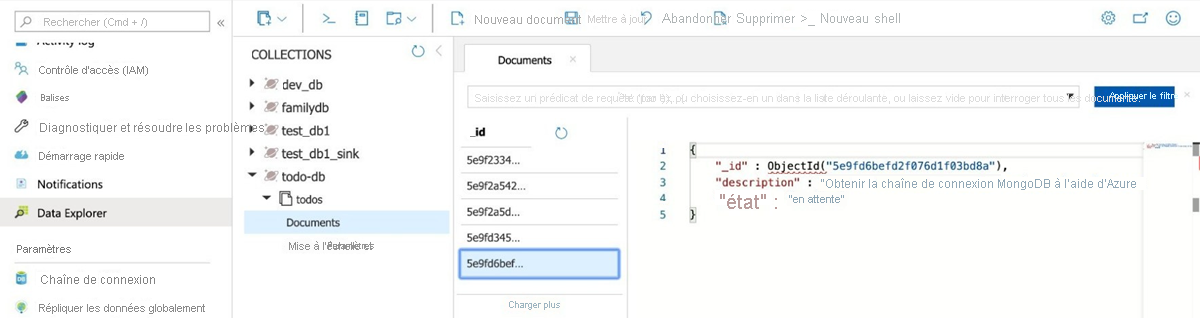 Rechercher (Cmd + /)
Activity log
Contrôle d'accès (IAM)
Balises
Diagnostiquer et résoudre les problèmes
Démarrage rapide
Notifications
Data Explorer
Paramètres
Chaîne de connexion
Répliquer les données globalement
Nouveau document Mettre à jour Abandonner Supprimer >_ Nouveau shell
COLLECTIONS
dev_db
familydb
test_db1
test_db1_sink
todo-db
todos
Documents
Mise à l'échelle et Paramètres
Documents
Saisissez un prédicat de requête ou choisissez-en un dans la liste déroulante, ou laissez vide pour interroger tous les documents.
Appliquer le filtre
_id
5e9f2334...
5e9f2a542...
5e9f2a5d...
5e9fd345...
5e9fd6bef...
Charger plus
1 {
2 "_id" : ObjectId("5e9fd6befd2f076d1f03bd8a"),
3 "description" : "Obtenir la chaîne de connexion MongoDB à l'aide d'Azure
4 "état" : "en attente"
5 }